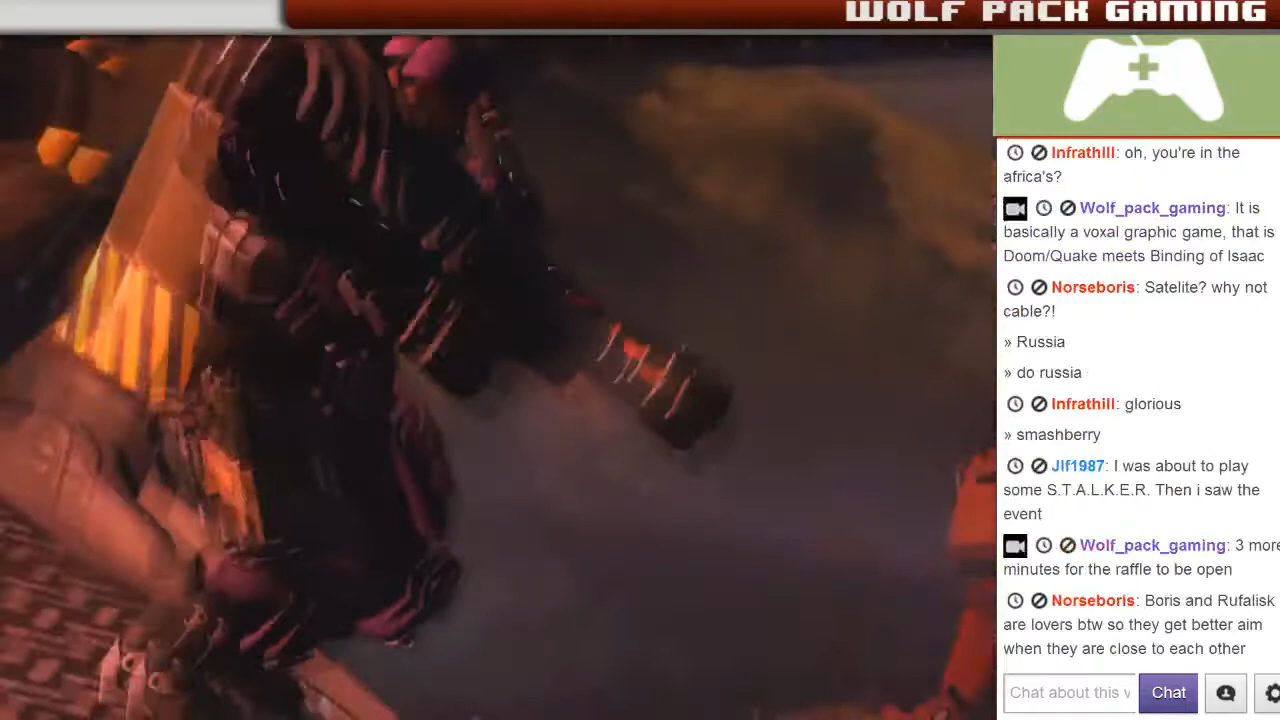 WOLF PACK GAMING
Infrathill: oh, you're in the
africa's?
Wolf_pack_gaming: It is
basically a voxal graphic game, that is
Doom/Quake meets Binding of Isaac
Norseboris: Satelite? why not
cable?!
» Russia
» do russia
Infrathill: glorious
» smashberry
Jlf1987: I was about to play
some S.T.A.L.K.E.R. Then i saw the
event
Wolf_pack_gaming: 3 more
minutes for the raffle to be open
Norseboris: Boris and Rufalisk
are lovers btw so they get better aim
when they are close to each other
Chat about this v
Chat